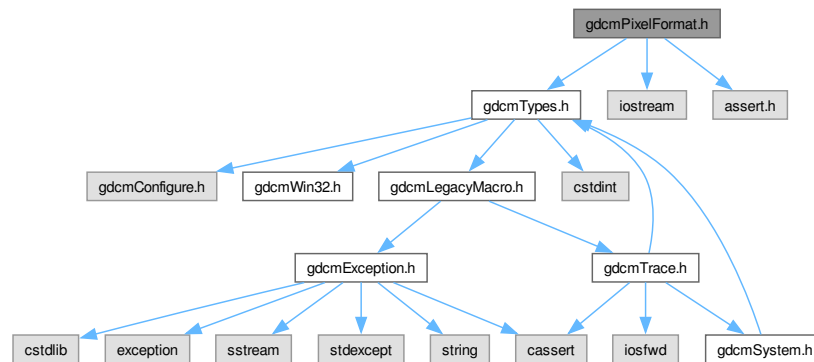 gdcmPixelFormat.h
gdcmTypes.h
iostream
assert.h
gdcmConfigure.h
gdcmWin32.h
gdcmLegacyMacro.h
cstdint
gdcmException.h
gdcmTrace.h
cstdlib
exception
sstream
stdexcept
string
cassert
iosfwd
gdcmSystem.h